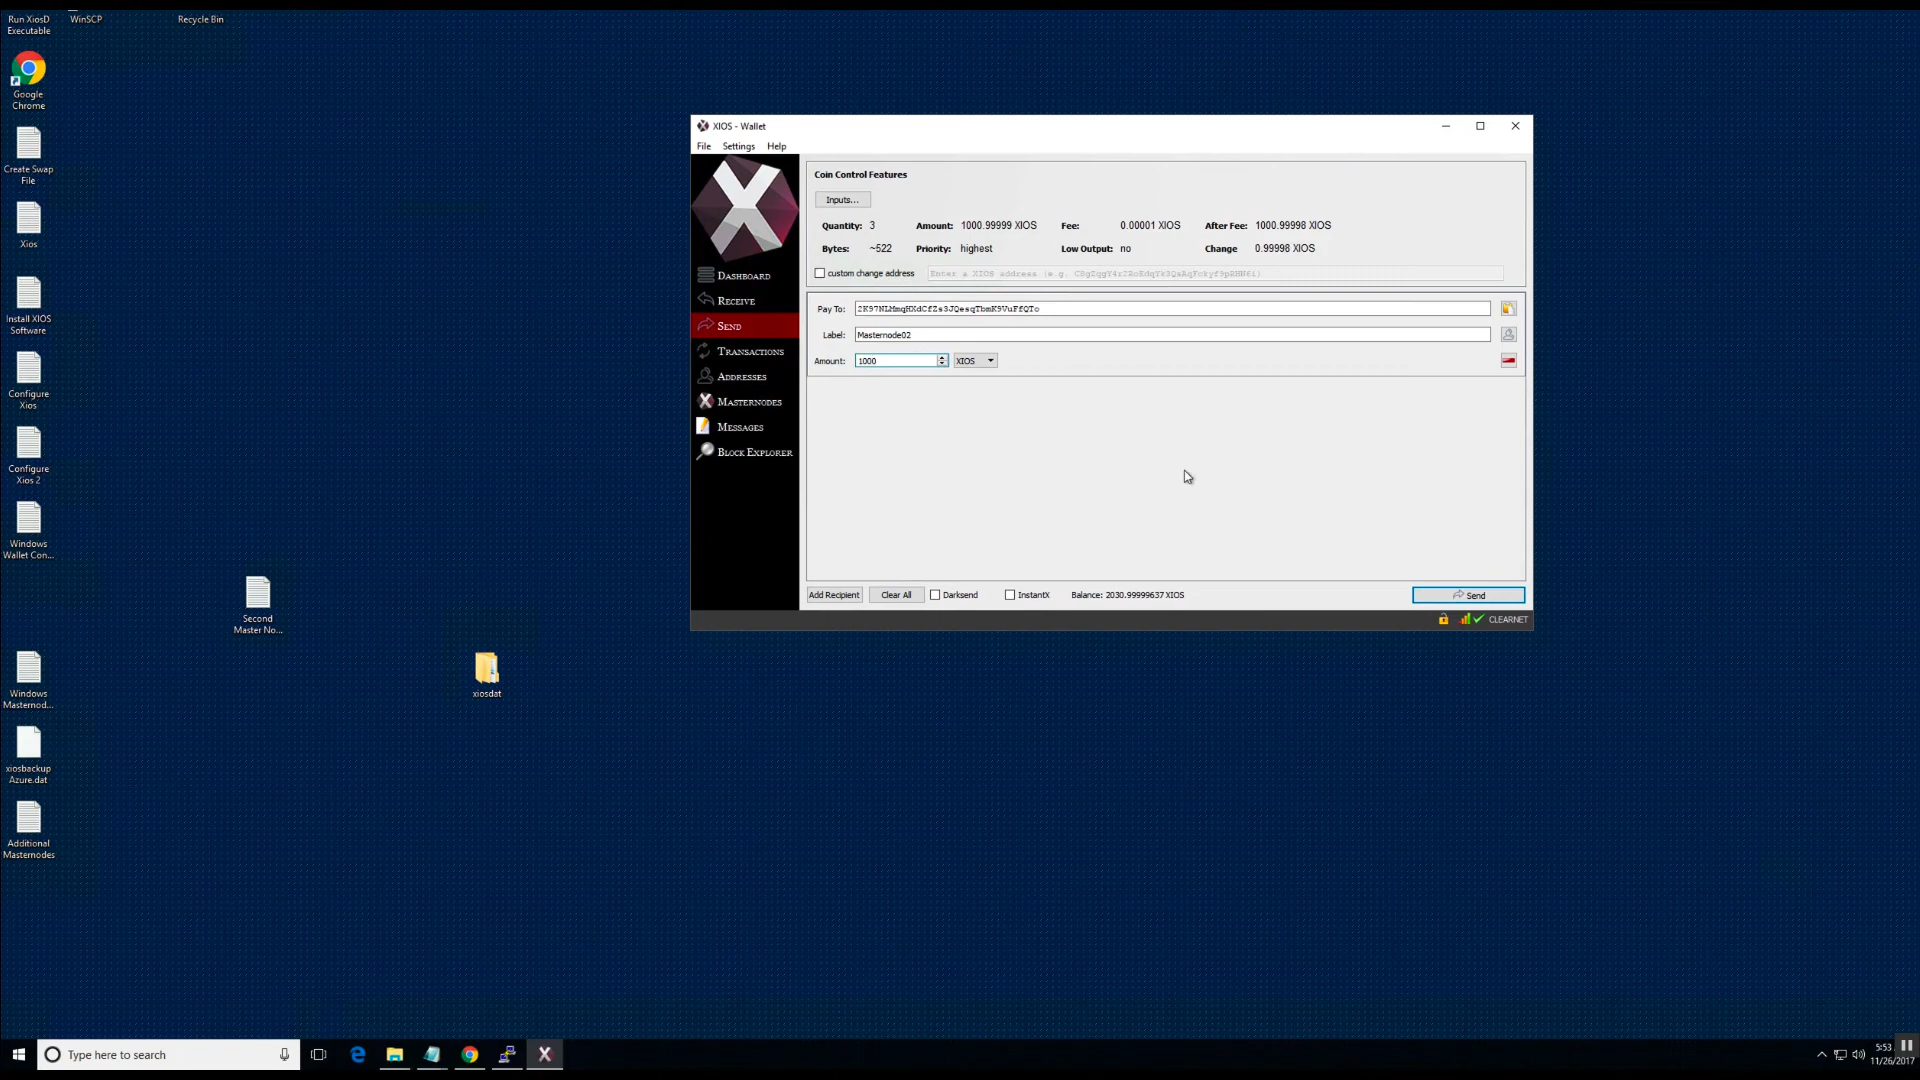 Run XiosD
Executable
WinSCP
Recycle Bin
Google
Chrome
Create Swap
File
Xios
Install XIOS
Software
Configure
Xios
Configure
Xios 2
Windows
Wallet Con...
Second
Master No...
xiosdat
Windows
Masternod...
xiosbackup
Azure.dat
Additional
Masternodes
XIOS - Wallet
File Settings Help
DASHBOARD
RECEIVE
SEND
TRANSACTIONS
ADDRESSES
MASTERNODES
MESSAGES
BLOCK EXPLORER
Coin Control Features
Inputs...
Quantity: 3 Amount: 1000.99999 XIOS Fee: 0.00001 XIOS After Fee: 1000.99998 XIOS
Bytes: ~522 Priority: highest Low Output: no Change 0.99998 XIOS
custom change address Enter a XIOS address (e.g.
Pay To:
Label: Masternode02
Amount: 1000 XIOS
Add Recipient Clear All Darksend InstantX Balance: 2030.99999637 XIOS Send
CLEARNET
Type here to search
5:53
11/26/2017